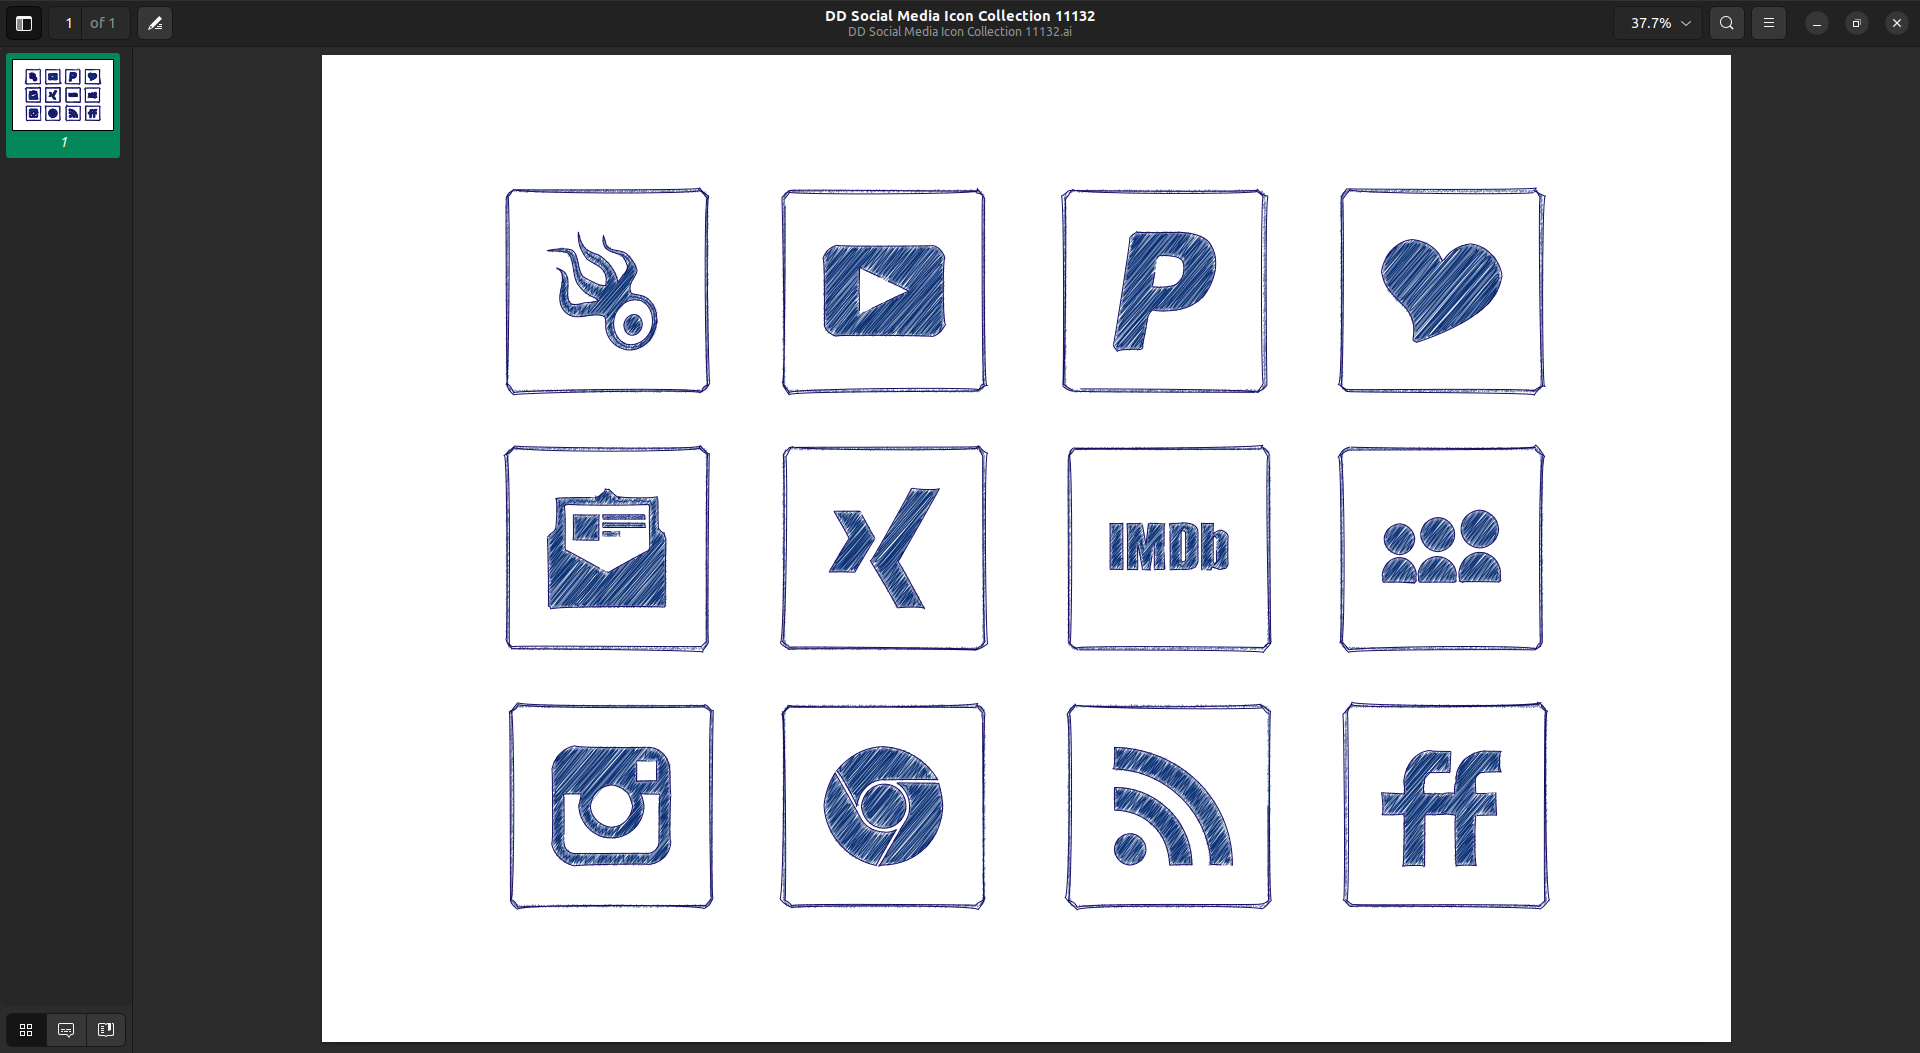 1 of 1
DD Social Media Icon Collection 11132
DD Social Media Icon Collection 11132.ai
37.7%
1
P
IMDb
ff